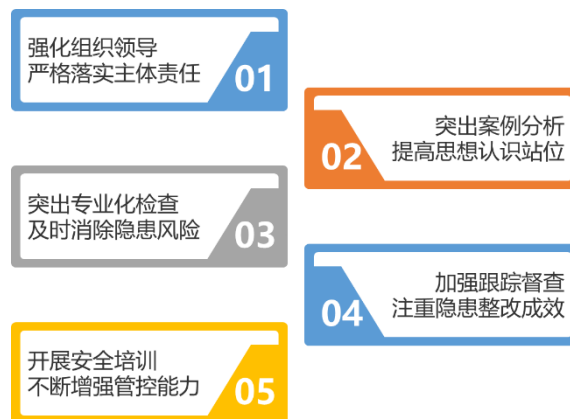 强化组织领导
严格落实主体责任
01
突出案例分析
提高思想认识站位
02
突出专业化检查
及时消除隐患风险
03
加强跟踪督查
注重隐患整改成效
04
开展安全培训
不断增强管控能力
05